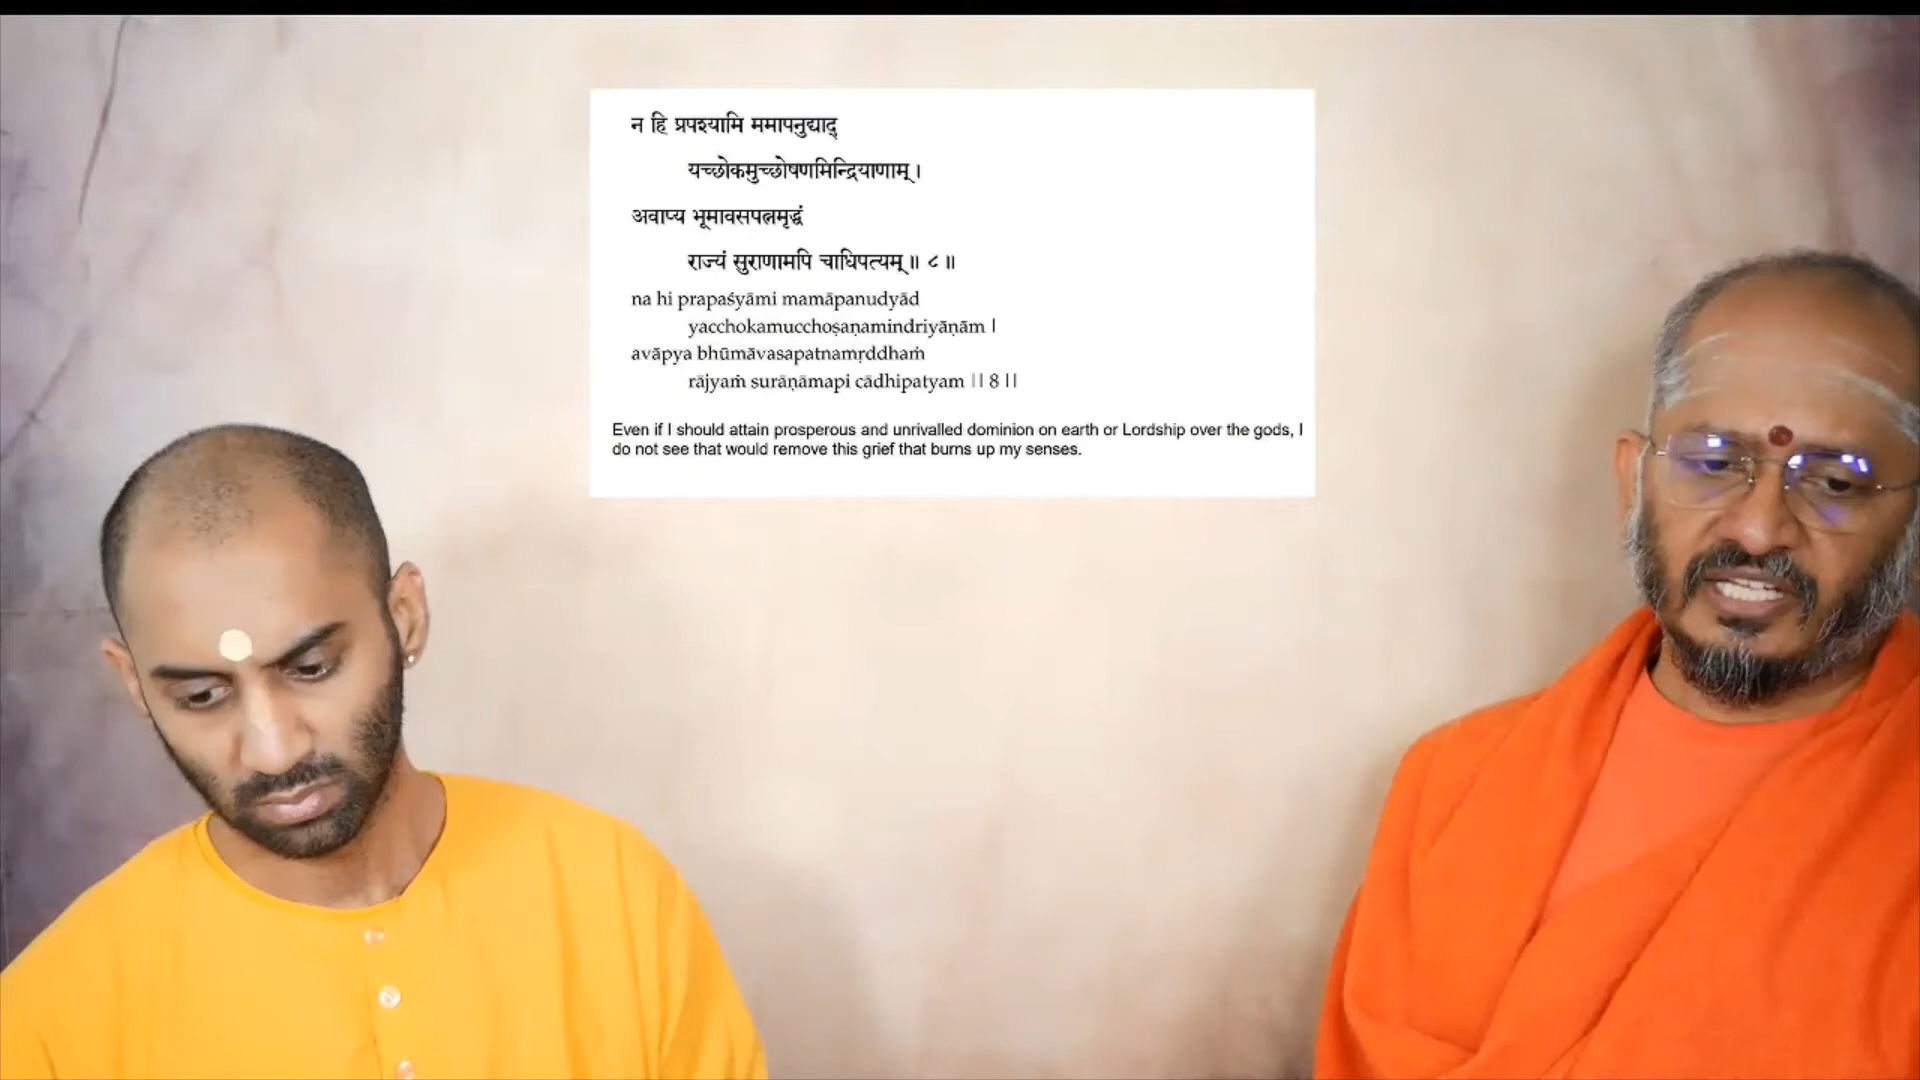 न हि प्रपश्यामि ममापनुद्याद्
यच्छोकमुच्छोषणमिन्द्रियाणाम् ।
अवाप्य भूमावसपत्नमृद्धं
राज्यं सुराणामपि चाधिपत्यम् ॥ ८ ॥
na hi prapaśyāmi mamāpanudyād
yacchokamucchoṣaṇamindriyāṇām |
avāpya bhūmāvasapatnamṛddhaṁ
rājyaṁ surāṇāmapi cādhipatyam || 8 ||
Even if I should attain prosperous and unrivalled dominion on earth or Lordship over the gods, I
do not see that would remove this grief that burns up my senses.